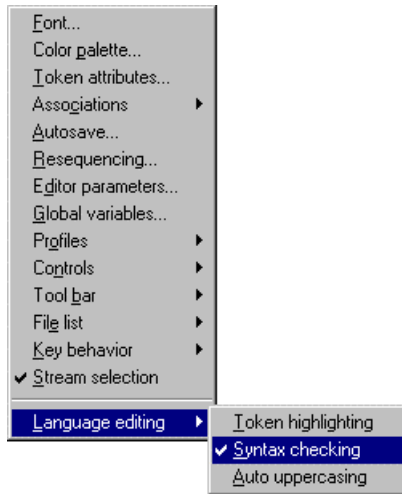 Font...
Color palette...
Token attributes...
Associations
Autosave...
Resequencing...
Editor parameters...
Global variables...
Profiles
Controls
Tool bar
File list
Key behavior
Stream selection
Language editing
Token highlighting
Syntax checking
Auto uppercasing